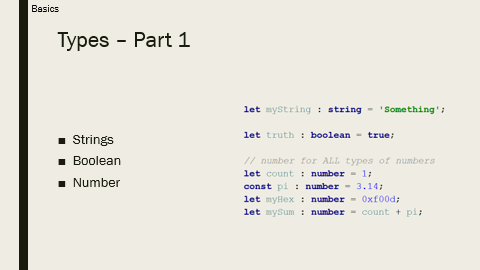 Basics
Types – Part 1
■ Strings
■ Boolean
■ Number
let myString : string = 'Something';
let truth : boolean = true;
// number for ALL types of numbers
let count : number = 1;
const pi : number = 3.14;
let myHex : number = 0xf00d;
let mySum : number = count + pi;